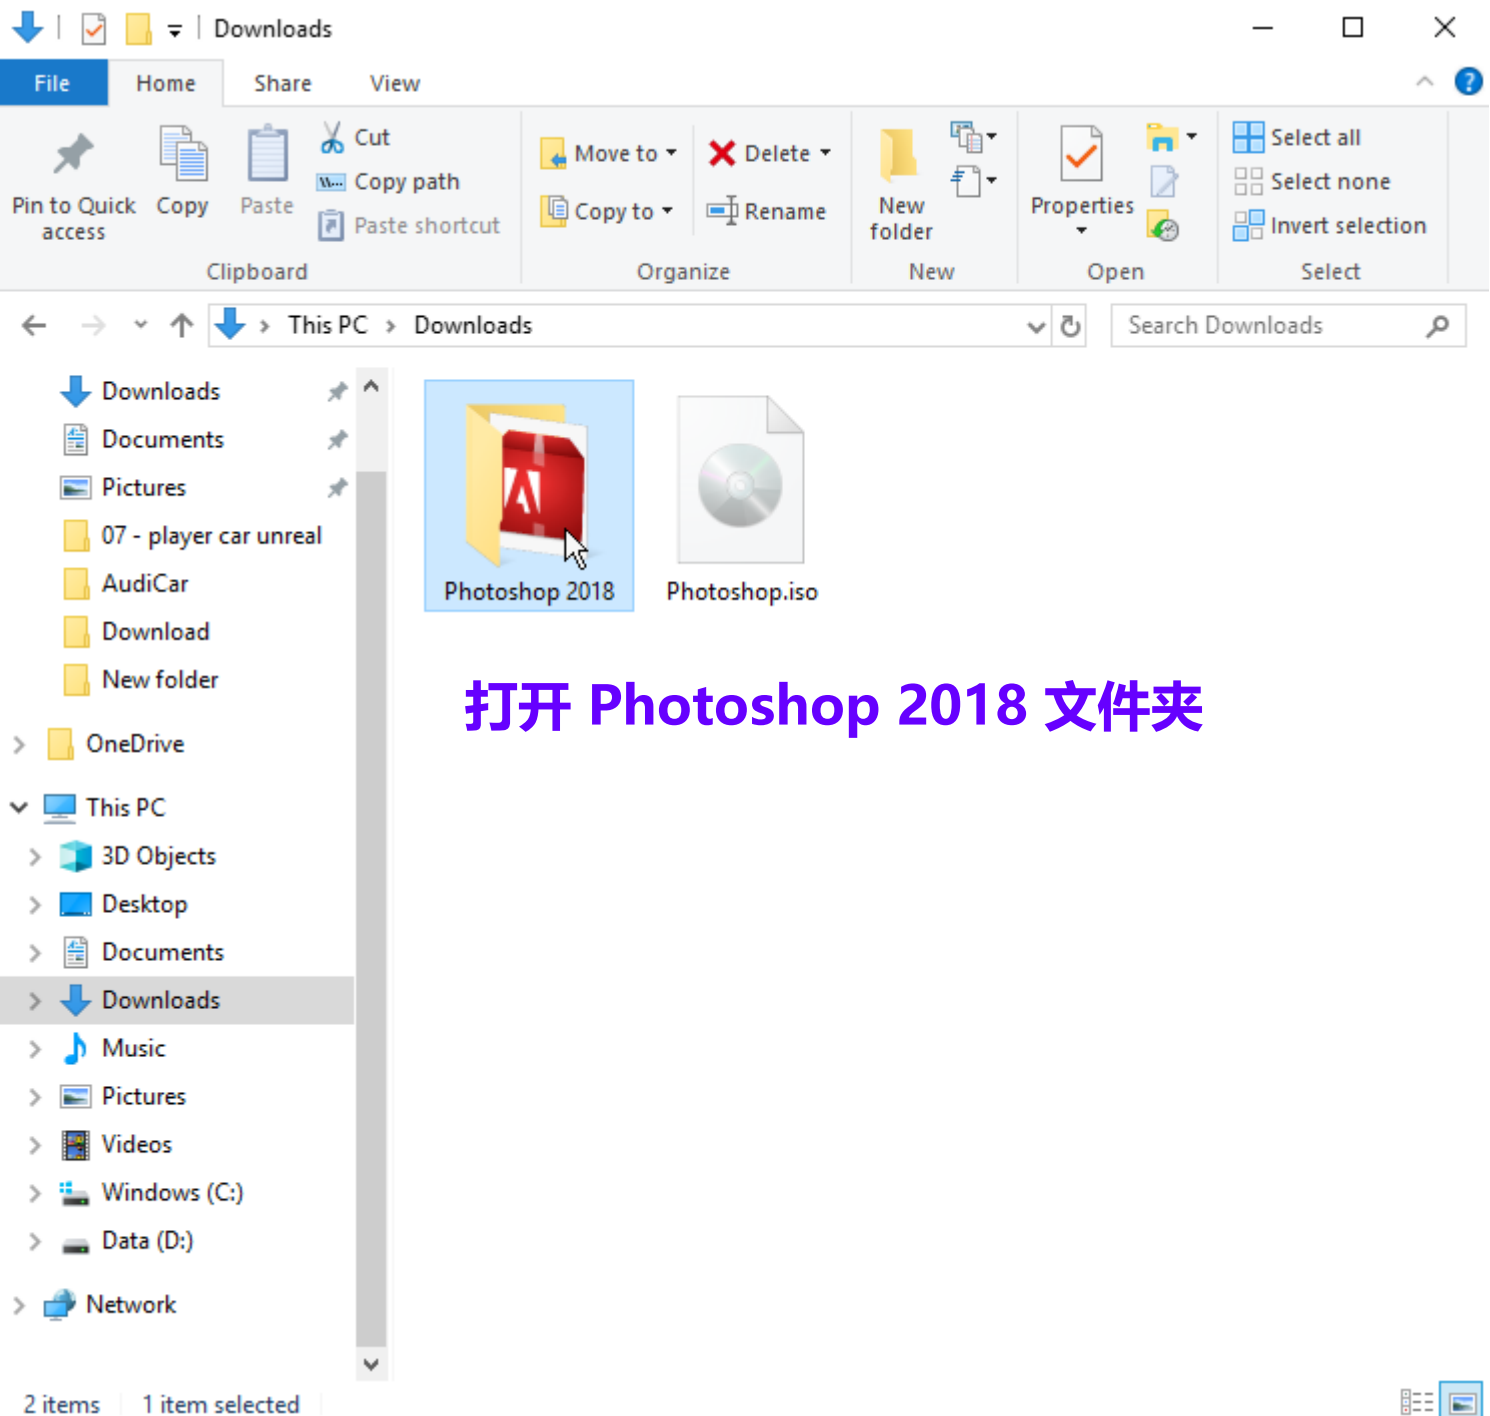 Downloads
File Home Share View
Pin to Quick access
Copy
Paste
Cut
Copy path
Paste shortcut
Clipboard
Move to
Copy to
Delete
Rename
Organize
New folder
New
Properties
Open
Select all
Select none
Invert selection
Select
This PC Downloads
Search Downloads
Downloads
Documents
Pictures
07 - player car unreal
AudiCar
Download
New folder
OneDrive
This PC
3D Objects
Desktop
Documents
Downloads
Music
Pictures
Videos
Windows (C:)
Data (D:)
Network
Photoshop 2018
Photoshop.iso
打开 Photoshop 2018 文件夹
2 items 1 item selected